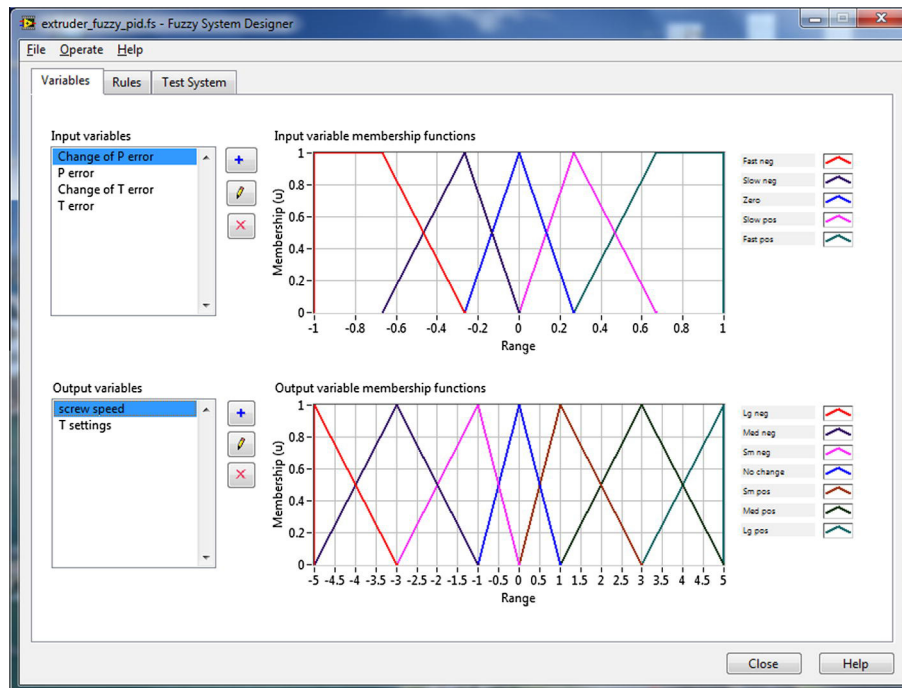 extruder_fuzzy_pid.fs - Fuzzy System Designer
File Operate Help
Variables Rules Test System
Input variables
Change of P error
P error
Change of T error
T error
Input variable membership functions
Membership (u)
1
0.8
0.6
0.4
0.2
0
-1 -0.8 -0.6 -0.4 -0.2 0 0.2 0.4 0.6 0.8 1
Range
Fast neg
Slow neg
Zero
Slow pos
Fast pos
Output variables
screw speed
T settings
Output variable membership functions
Membership (u)
1
0.8
0.6
0.4
0.2
0
-5 -4.5 -4 -3.5 -3 -2.5 -2 -1.5 -1 -0.5 0 0.5 1 1.5 2 2.5 3 3.5 4 4.5 5
Range
Lg neg
Med neg
Sm neg
No change
Sm pos
Med pos
Lg pos
Close Help